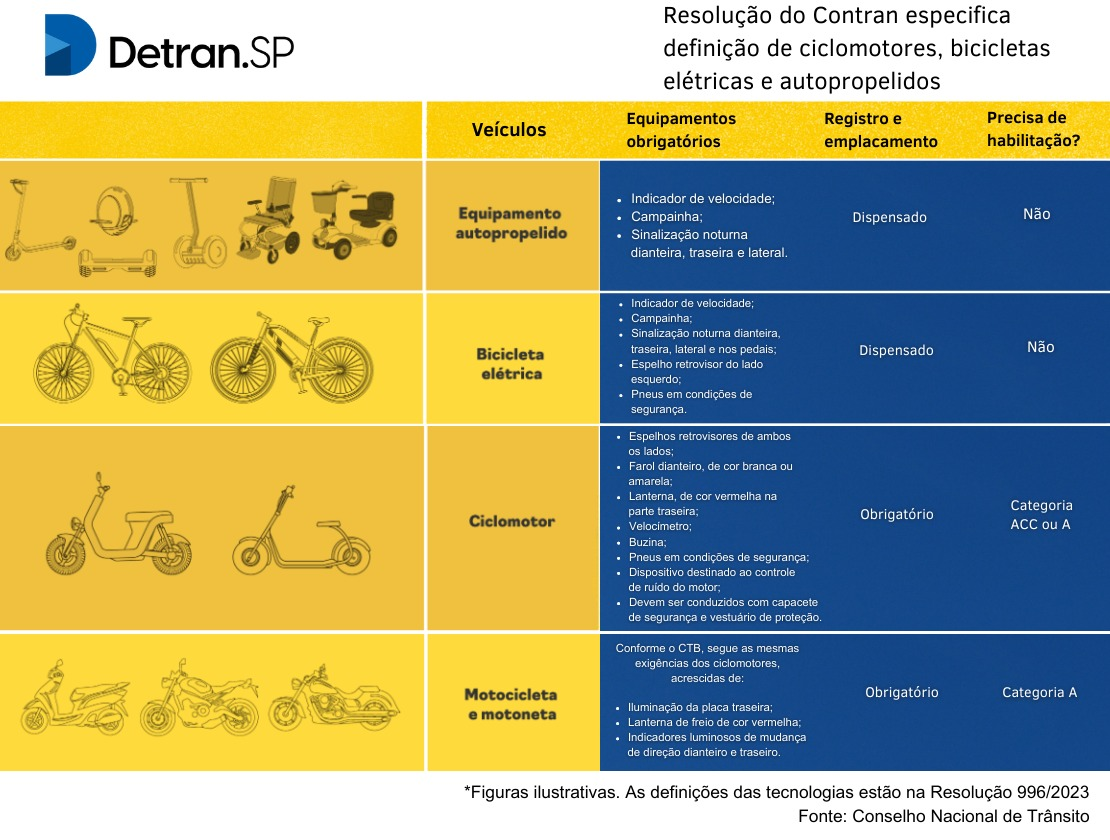 Detran.SP
Resolução do Contran especifica
definição de ciclomotores, bicicletas
elétricas e autopropelidos
Veículos
Equipamentos
obrigatórios
Registro e
emplacamento
Precisa de
habilitação?
Equipamento
autopropelido
• Indicador de velocidade;
• Campainha;
• Sinalização noturna
dianteira, traseira e lateral.
Dispensado
Não
Bicicleta
elétrica
• Indicador de velocidade;
• Campainha;
• Sinalização noturna dianteira,
traseira, lateral e nos pedais;
• Espelho retrovisor do lado
esquerdo;
• Pneus em condições de
segurança.
Dispensado
Não
Ciclomotor
• Espelhos retrovisores de ambos
os lados;
• Farol dianteiro, de cor branca ou
amarela;
• Lanterna, de cor vermelha na
parte traseira;
• Velocímetro;
• Buzina;
• Pneus em condições de segurança;
• Dispositivo destinado ao controle
de ruído do motor;
• Devem ser conduzidos com capacete
de segurança e vestuário de proteção.
Obrigatório
Categoria
ACC ou A
Motocicleta
e motoneta
Conforme o CTB, segue as mesmas
exigências dos ciclomotores,
acrescidas de:
• Iluminação da placa traseira;
• Lanterna de freio de cor vermelha;
• Indicadores luminosos de mudança
de direção dianteiro e traseiro.
Obrigatório
Categoria A
*Figuras ilustrativas. As definições das tecnologias estão na Resolução 996/2023
Fonte: Conselho Nacional de Trânsito